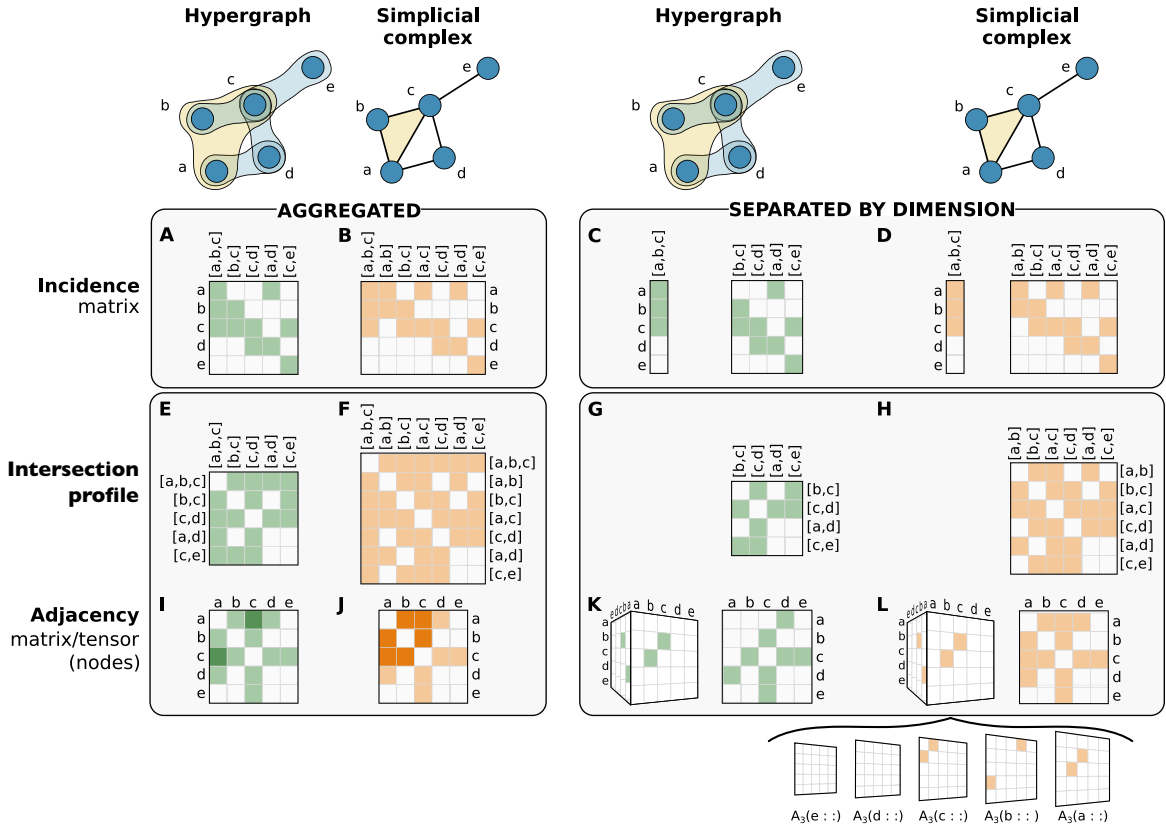 Hypergraph
Simplicial
complex
Hypergraph
Simplicial
complex
a
b
c
d
e
a
b
c
d
e
a
b
c
d
e
a
b
c
d
e
AGGREGATED
SEPARATED BY DIMENSION
Incidence
matrix
A
[a,b,c]
[b,c]
[c,d]
[a,d]
[c,e]
a
b
c
d
e
B
[a,b,c]
[a,b]
[b,c]
[a,c]
[c,d]
[a,d]
[c,e]
a
b
c
d
e
C
[a,b,c]
a
b
c
d
e
[b,c]
[c,d]
[a,d]
[c,e]
D
[a,b,c]
a
b
c
d
e
[a,b]
[b,c]
[a,c]
[c,d]
[a,d]
[c,e]
Intersection
profile
E
[a,b,c]
[b,c]
[c,d]
[a,d]
[c,e]
[a,b,c]
[b,c]
[c,d]
[a,d]
[c,e]
F
[a,b,c]
[a,b]
[b,c]
[a,c]
[c,d]
[a,d]
[c,e]
[a,b,c]
[a,b]
[b,c]
[a,c]
[c,d]
[a,d]
[c,e]
G
[b,c]
[c,d]
[a,d]
[c,e]
[b,c]
[c,d]
[a,d]
[c,e]
H
[a,b]
[b,c]
[a,c]
[c,d]
[a,d]
[c,e]
[a,b]
[b,c]
[a,c]
[c,d]
[a,d]
[c,e]
Adjacency
matrix/tensor
(nodes)
I
a b c d e
a
b
c
d
e
J
a b c d e
a
b
c
d
e
K
e d c b a
a b c d e
a
b
c
d
e
a b c d e
a
b
c
d
e
L
e d c b a
a b c d e
a
b
c
d
e
a b c d e
a
b
c
d
e
A₃(e : :)
A₃(d : :)
A₃(c : :)
A₃(b : : )
A₃(a : :)